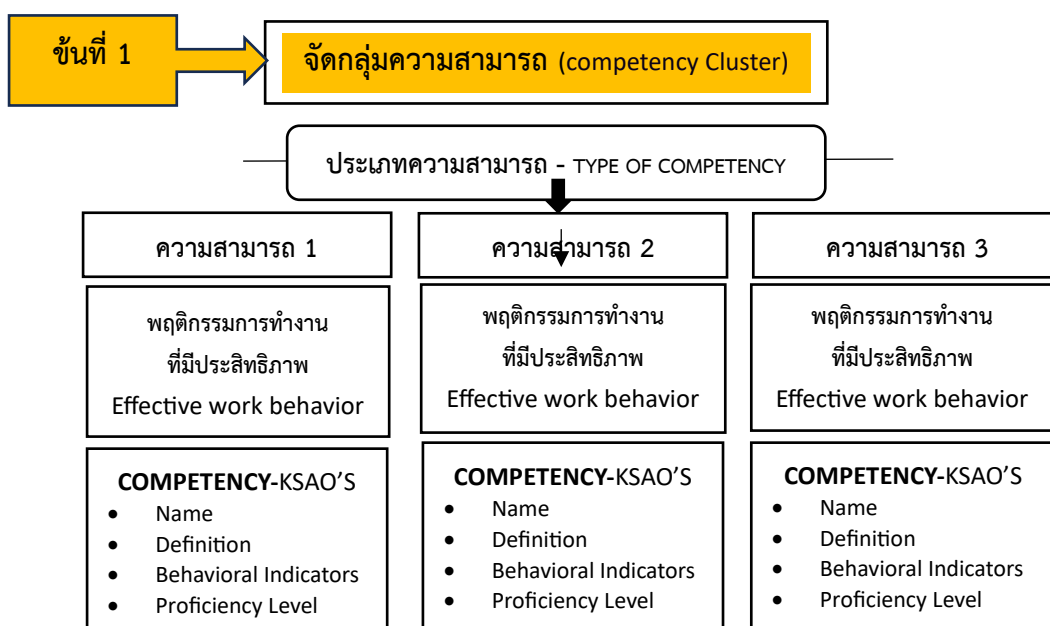 ข้นที่ 1
จัดกลุ่มความสามารถ (competency Cluster)
ประเภทความสามารถ - TYPE OF COMPETENCY
ความสามารถ 1
ความสามารถ 2
ความสามารถ 3
พฤติกรรมการทำงาน
ที่มีประสิทธิภาพ
Effective work behavior
พฤติกรรมการทำงาน
ที่มีประสิทธิภาพ
Effective work behavior
พฤติกรรมการทำงาน
ที่มีประสิทธิภาพ
Effective work behavior
COMPETENCY-KSAO'S
• Name
• Definition
• Behavioral Indicators
• Proficiency Level
COMPETENCY-KSAO'S
• Name
• Definition
• Behavioral Indicators
• Proficiency Level
COMPETENCY-KSAO'S
• Name
• Definition
• Behavioral Indicators
• Proficiency Level